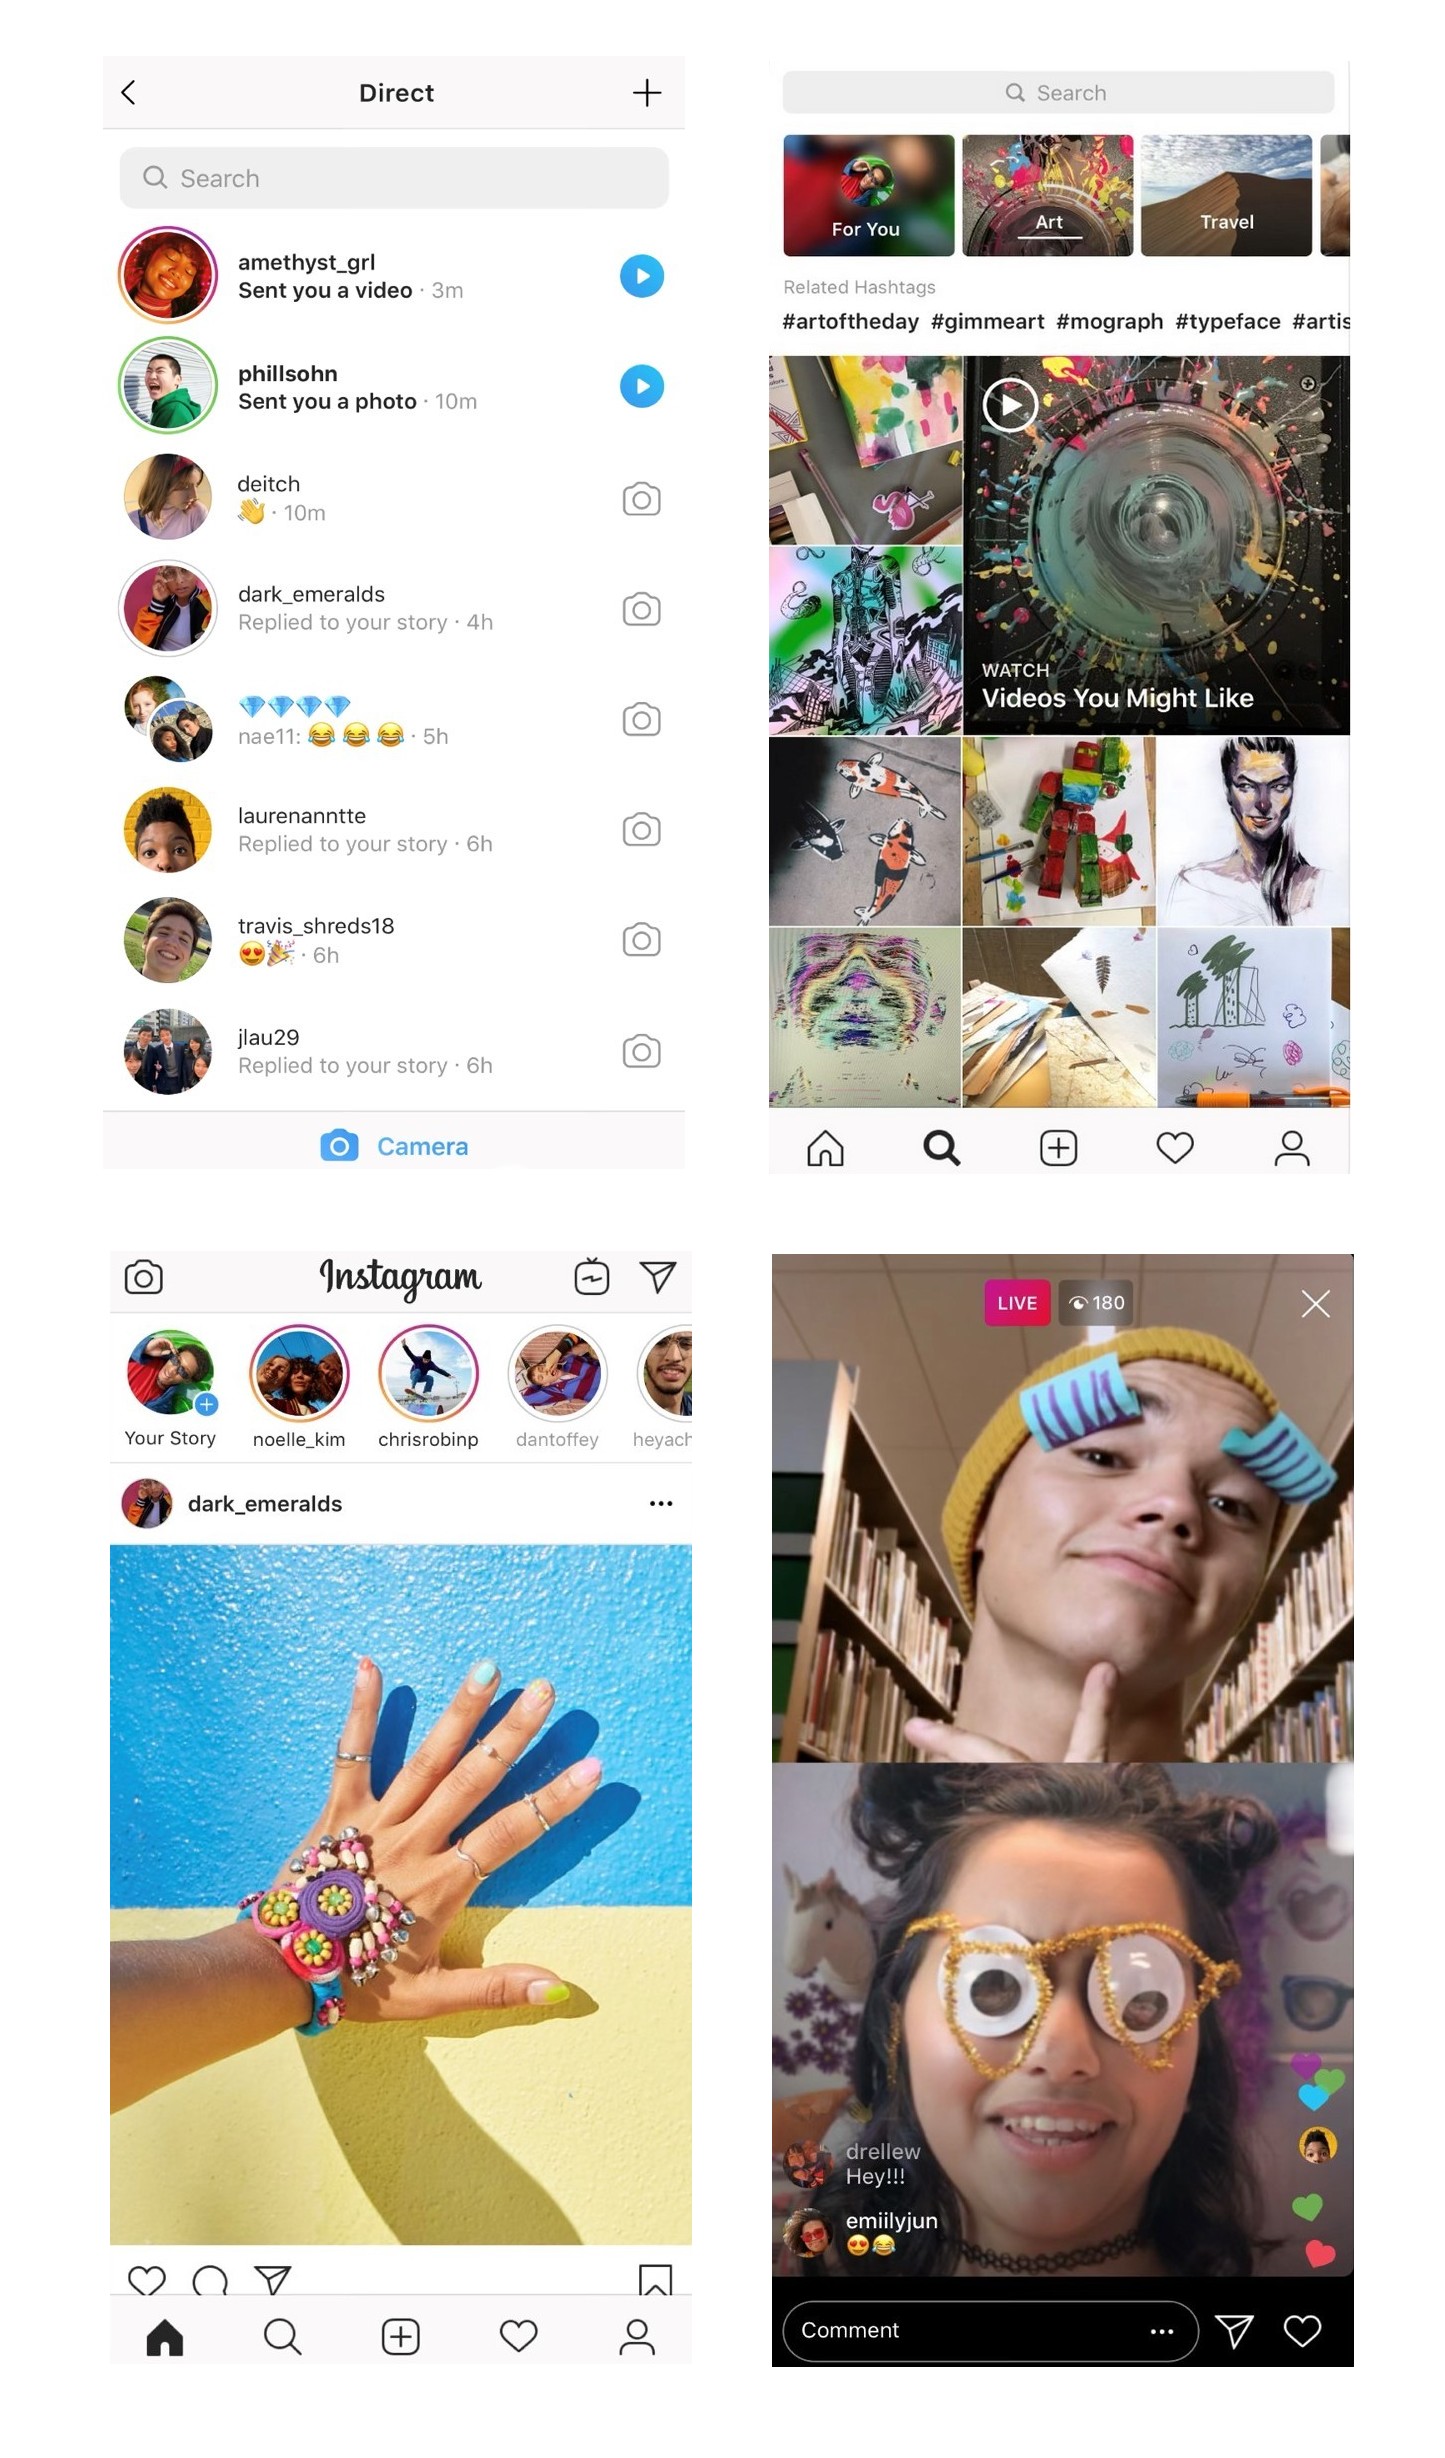 Direct
Search
amethyst_grl
Sent you a video · 3m
phillsohn
Sent you a photo · 10m
deitch
👋 · 10m
dark_emeralds
Replied to your story · 4h
💎💎💎💎
nae11: 😂 😂 😂 · 5h
laurenanntte
Replied to your story · 6h
travis_shreds18
😍🎉 · 6h
jlau29
Replied to your story · 6h
Camera
Search
For You
Art
Travel
Related Hashtags
#artoftheday #gimmeart #mograph #typeface #artis
WATCH
Videos You Might Like
Instagram
Your Story
noelle_kim
chrisrobinp
dantoffey
heyach
dark_emeralds
LIVE
180
drellew
Hey!!!
emiilyjun
😍😂
Comment